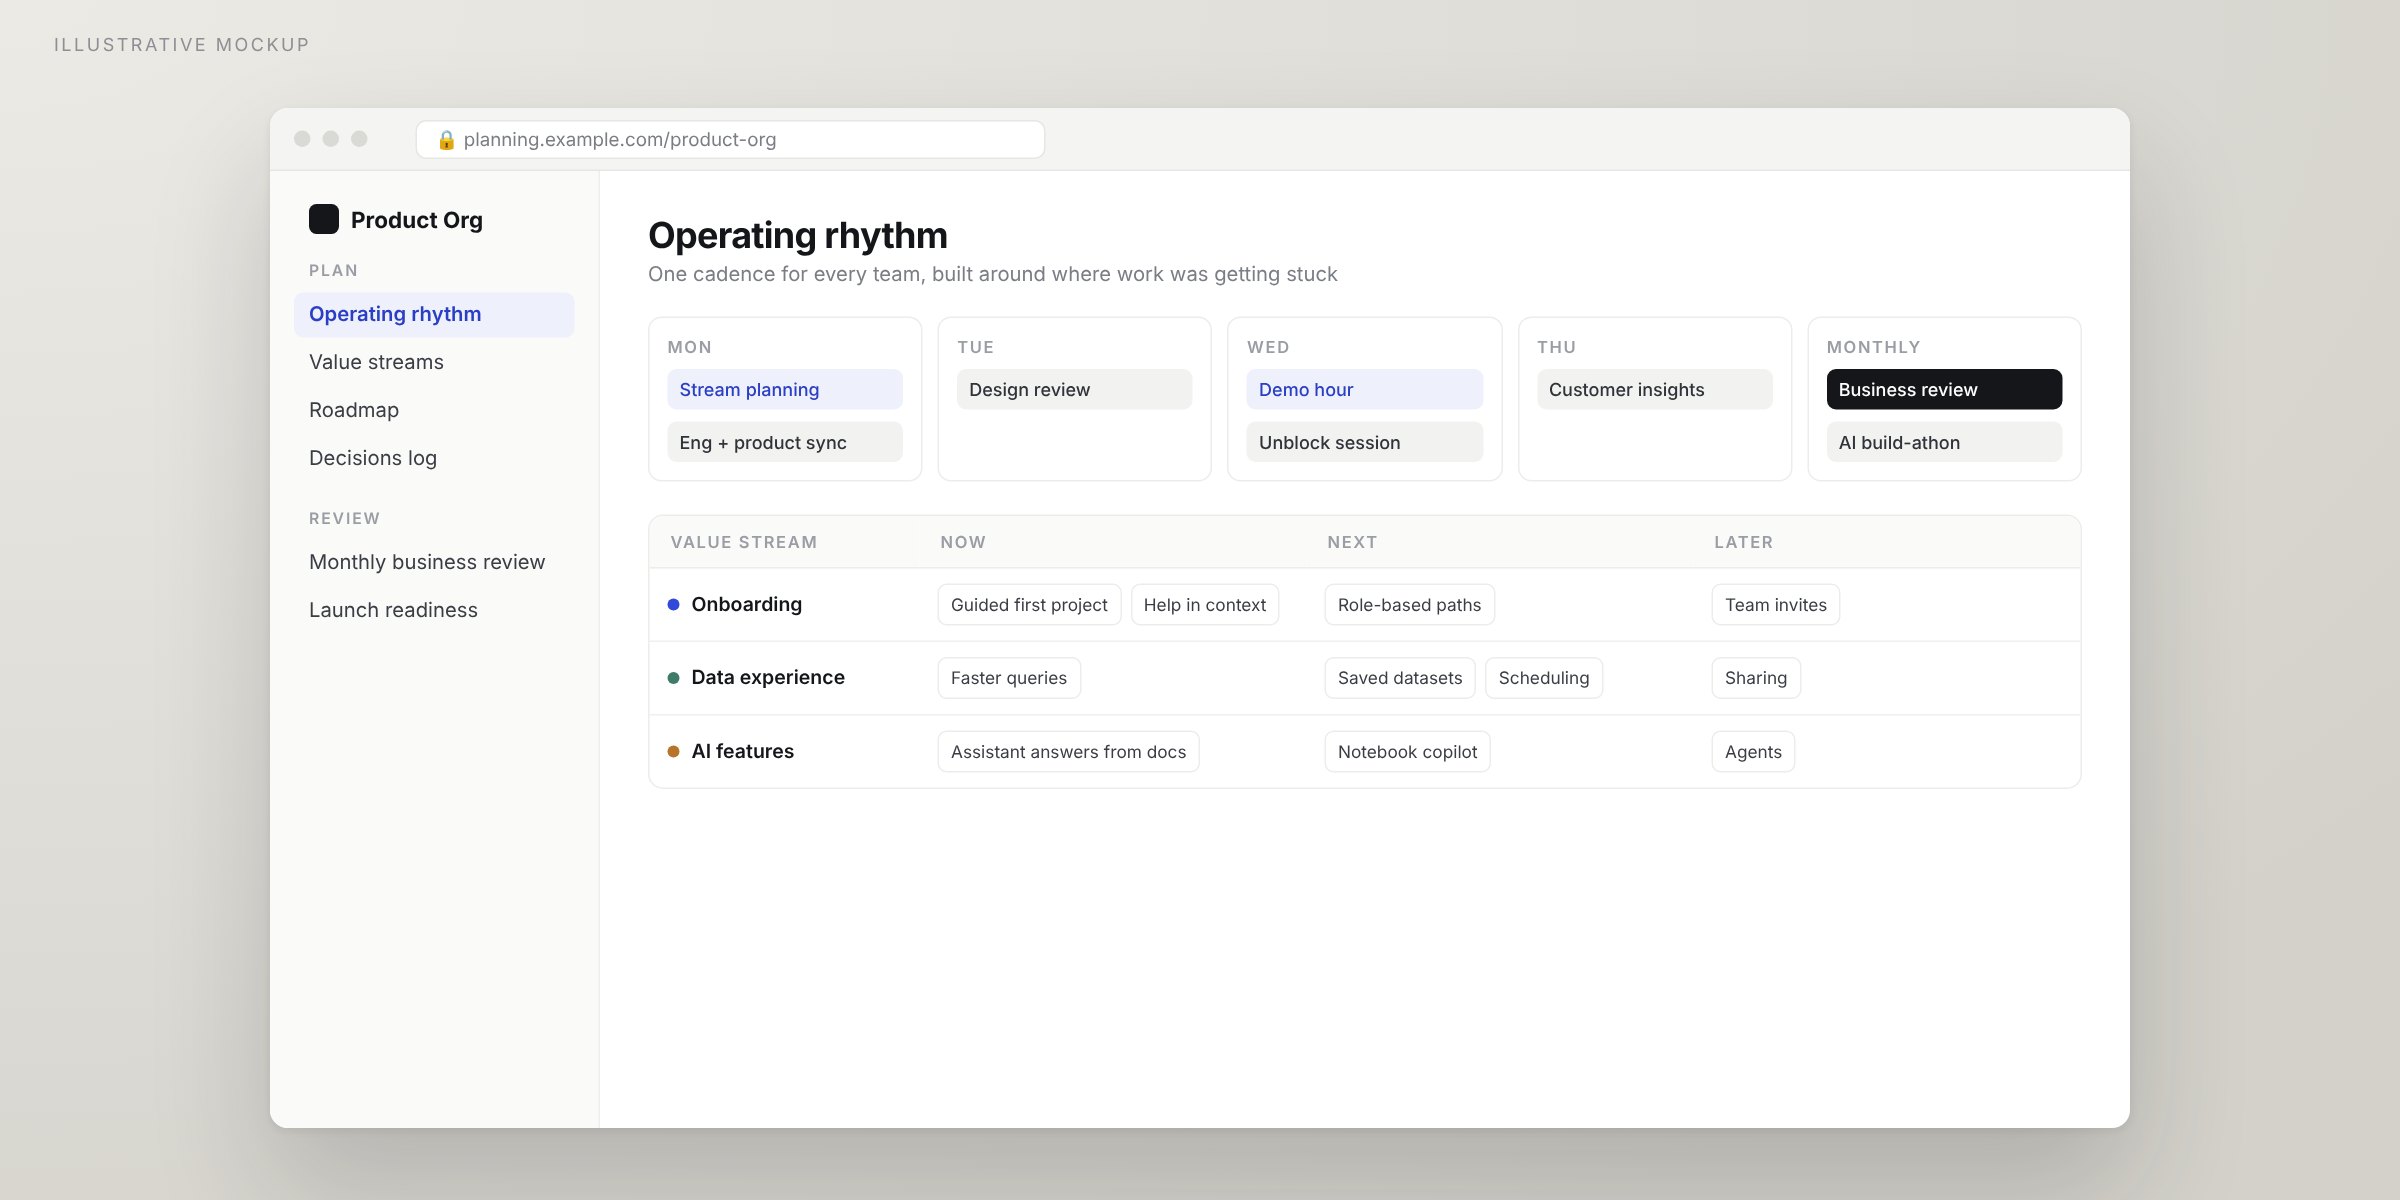 ILLUSTRATIVE MOCKUP
planning.example.com/product-org
Product Org
PLAN
Operating rhythm
Value streams
Roadmap
Decisions log
REVIEW
Monthly business review
Launch readiness
Operating rhythm
One cadence for every team, built around where work was getting stuck
MON
Stream planning
Eng + product sync
TUE
Design review
WED
Demo hour
Unblock session
THU
Customer insights
MONTHLY
Business review
AI build-athon
VALUE STREAM NOW NEXT LATER
Onboarding Guided first project Help in context Role-based paths Team invites
Data experience Faster queries Saved datasets Scheduling Sharing
AI features Assistant answers from docs Notebook copilot Agents